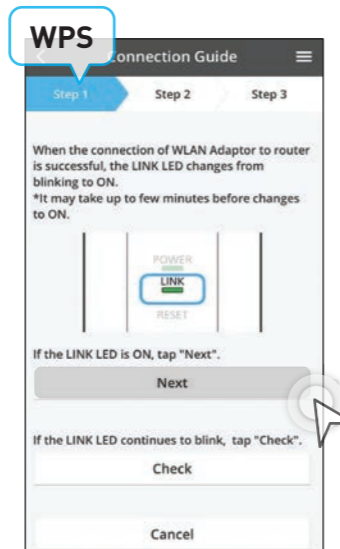 WPS
Connection Guide
Step 1
Step 2
Step 3
When the connection of WLAN Adaptor to router
is successful, the LINK LED changes from
blinking to ON.
*It may take up to few minutes before changes
to ON.
POWER
LINK
RESET
If the LINK LED is ON, tap "Next".
Next
If the LINK LED continues to blink, tap "Check".
Check
Cancel